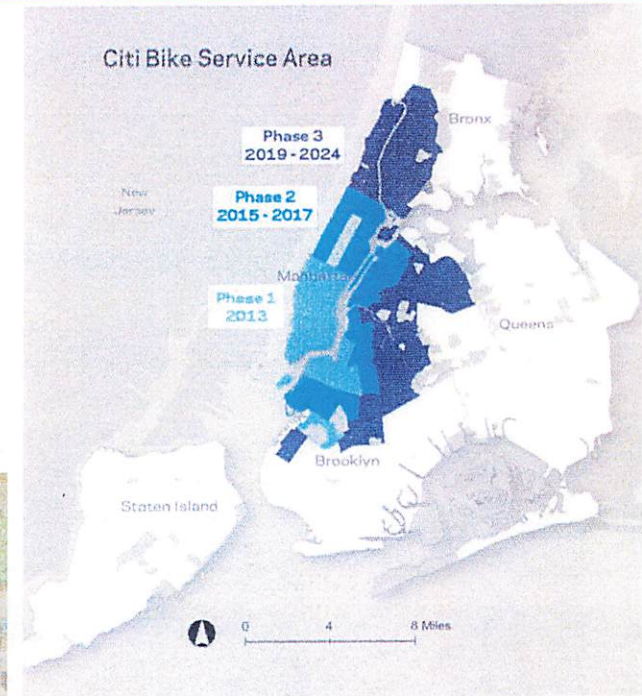 Citi Bike Service Area
Bronx
Phase 3
2019 - 2024
New
Jersey
Phase 2
2015 - 2017
Manhattan
Phase 1
2013
Queens
Brooklyn
Staten Island
0 4 8 Miles